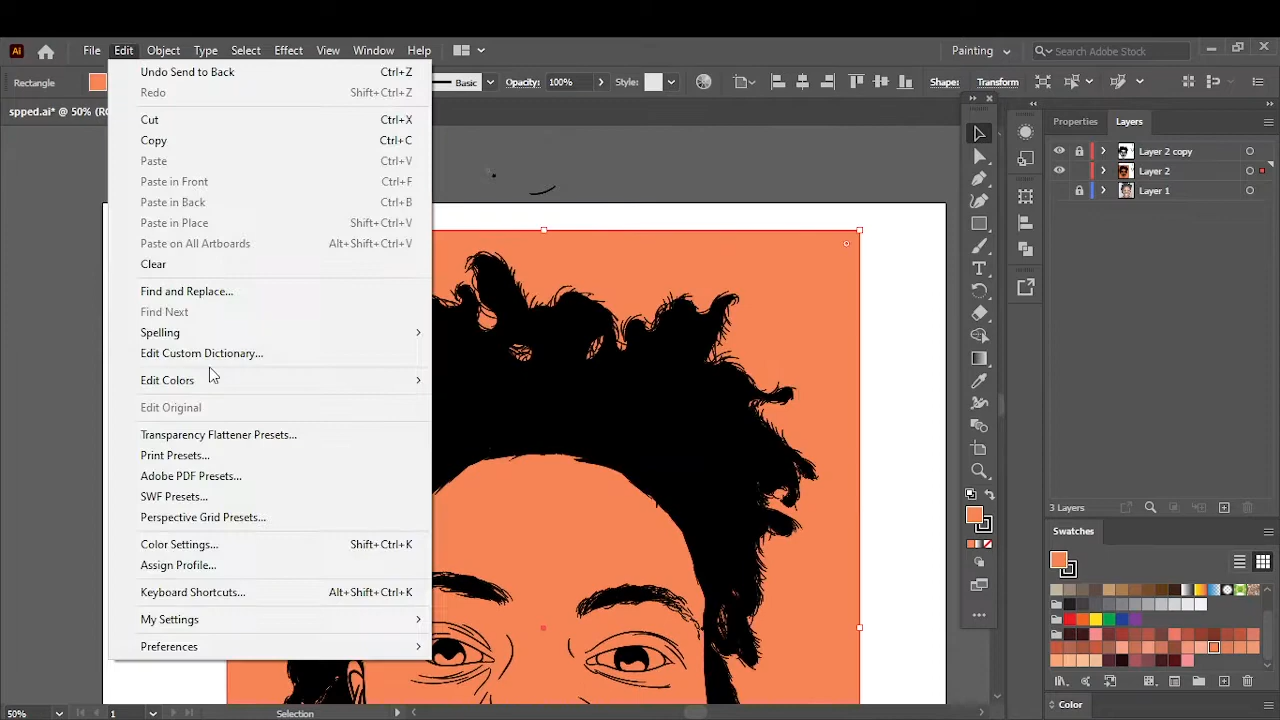 Ai File Edit Object Type Select Effect View Window Help Painting Search Adobe Stock
Rectangle Basic Opacity: 100% Style: Shape: Transform
spped.ai* @ 50% (RG
Undo Send to Back Ctrl+Z
Redo Shift+Ctrl+Z
Cut Ctrl+X
Copy Ctrl+C
Paste Ctrl+V
Paste in Front Ctrl+F
Paste in Back Ctrl+B
Paste in Place Shift+Ctrl+V
Paste on All Artboards Alt+Shift+Ctrl+V
Clear
Find and Replace...
Find Next
Spelling
Edit Custom Dictionary...
Edit Colors
Edit Original
Transparency Flattener Presets...
Print Presets...
Adobe PDF Presets...
SWF Presets...
Perspective Grid Presets...
Color Settings... Shift+Ctrl+K
Assign Profile...
Keyboard Shortcuts... Alt+Shift+Ctrl+K
My Settings
Preferences
Properties Layers
Layer 2 copy
Layer 2
Layer 1
3 Layers
Swatches
Color
50% 1 Selection